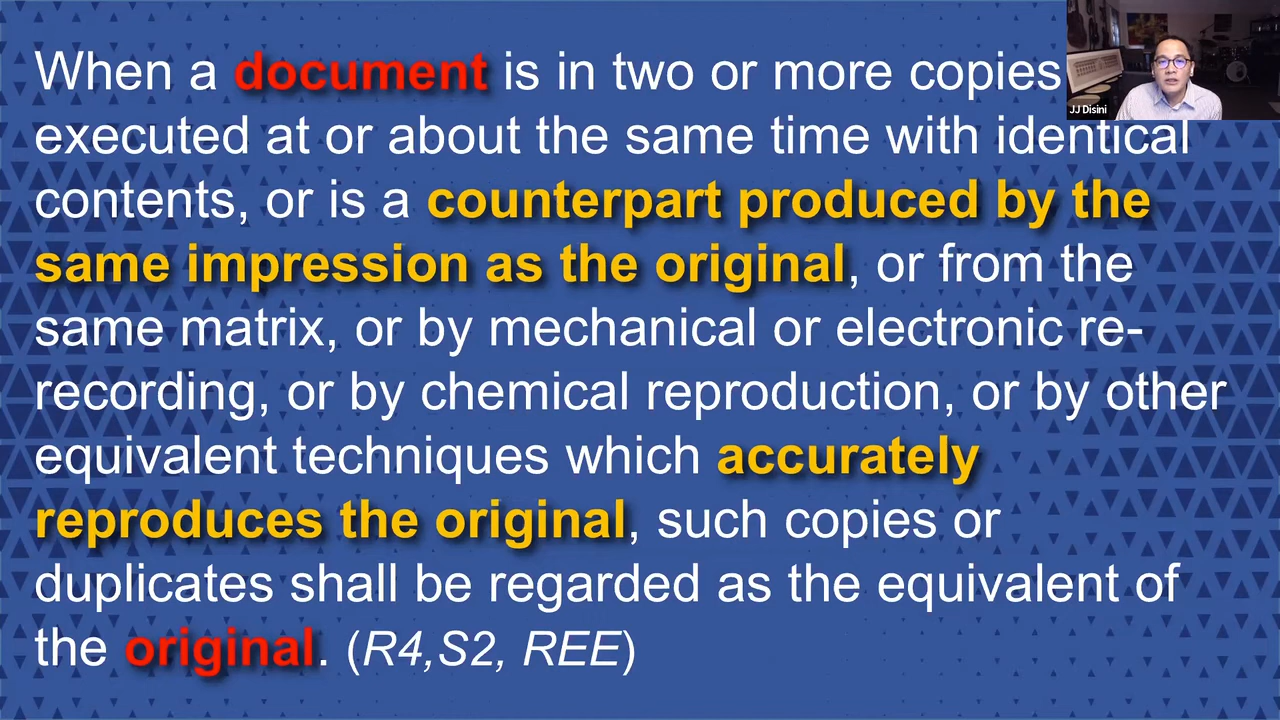 When a document is in two or more copies
executed at or about the same time with identical
contents, or is a counterpart produced by the
same impression as the original, or from the
same matrix, or by mechanical or electronic re-
recording, or by chemical reproduction, or by other
equivalent techniques which accurately
reproduces the original, such copies or
duplicates shall be regarded as the equivalent of
the original. (R4,S2, REE)
JJ Disini